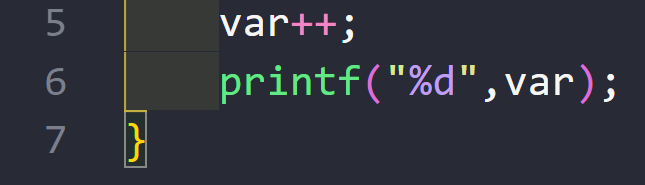 5 var++;
6 printf("%d",var);
7 }